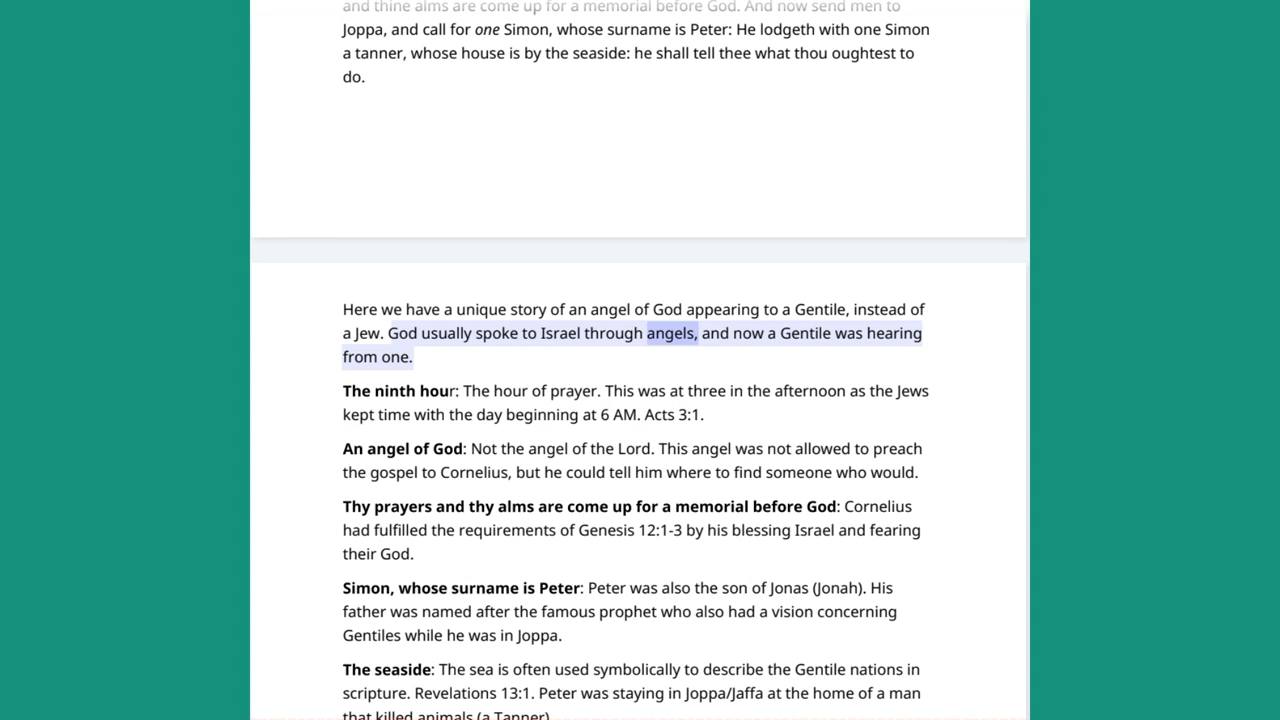 and thine alms are come up for a memorial before God. And now send men to
Joppa, and call for one Simon, whose surname is Peter: He lodgeth with one Simon
a tanner, whose house is by the seaside: he shall tell thee what thou oughtest to
do.
Here we have a unique story of an angel of God appearing to a Gentile, instead of
a Jew. God usually spoke to Israel through angels, and now a Gentile was hearing
from one.
The ninth hour: The hour of prayer. This was at three in the afternoon as the Jews
kept time with the day beginning at 6 AM. Acts 3:1.
An angel of God: Not the angel of the Lord. This angel was not allowed to preach
the gospel to Cornelius, but he could tell him where to find someone who would.
Thy prayers and thy alms are come up for a memorial before God: Cornelius
had fulfilled the requirements of Genesis 12:1-3 by his blessing Israel and fearing
their God.
Simon, whose surname is Peter: Peter was also the son of Jonas (Jonah). His
father was named after the famous prophet who also had a vision concerning
Gentiles while he was in Joppa.
The seaside: The sea is often used symbolically to describe the Gentile nations in
scripture. Revelations 13:1. Peter was staying in Joppa/Jaffa at the home of a man
that killed animals (a Tanner)